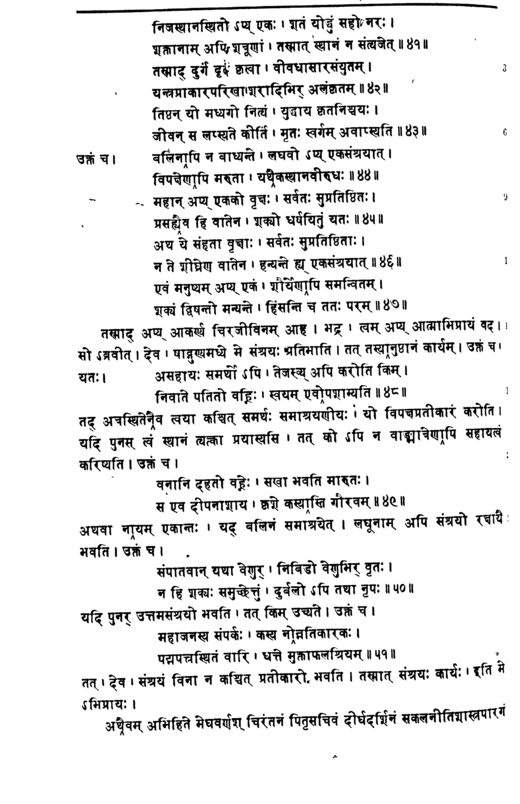 निजस्थानस्थितो ऽप्य् एकः । शतं योद्धुं सहो नरः ।
शक्तानाम् अपि शत्रूणां । तस्मात् स्थानं न संत्यजेत् ॥४१॥
तस्माद् दुर्गं दृढं कृत्वा । वीवधासारसंयुतम् । 3
यन्त्रप्राकारपरिखा।शरादिभिर् अलंकृतम् ॥४२॥
तिष्ठन् यो मध्यगो नित्यं । युद्धाय कृतनिश्चयः ।
जीवन् स लप्स्यते कीर्तिं । मृतः स्वर्गम् अवाप्स्यति ॥४३॥ 6
उक्तं च । बलिनापि न बाध्यन्ते । लघवो ऽप्य् एकसंश्रयात् ।
विपक्षेणापि मरुता । यथैकस्थानवीरुधः ॥४४॥
महान् अप्य् एकको वृक्षः । सर्वतः सुप्रतिष्ठितः ।
प्रसह्यैव हि वातेन । शक्यो धर्षयितुं यतः ॥४५॥
अथ ये संहता वृक्षाः । सर्वतः सुप्रतिष्ठिताः ।
न ते शीघ्रेण वातेन । हन्यन्ते ह्य् एकसंश्रयात् ॥४६॥
एवं मनुष्यम् अप्य् एकं । शौर्येणापि समन्वितम् ।
शक्यं द्विषन्तो मन्यन्ते । हिंसन्ति च ततः परम् ॥४७॥
तस्माद् अप्य् आकर्ण्य चिरजीविनम् आह । भद्र । त्वम् अप्य् आत्माभिप्रायं वद ।
सो ऽब्रवीत् । देव । षाड्गुण्यमध्ये मे संश्रयः प्रतिभाति । तत् तस्यानुष्ठानं कार्यम् । उक्तं च ।
यतः । असहायः समर्थो ऽपि । तेजस्व्य् अपि करोति किम् ।
निवाते पतितो वह्निः । स्वयम् एवोपशाम्यति ॥४८॥
तद् अत्रस्थितेनैव त्वया कश्चित् समर्थः समाश्रयणीयः । यो विपक्षप्रतीकारं करोति ।
यदि पुनस् त्वं स्थानं त्यक्त्वा प्रयास्यसि । तत् को ऽपि न वाङ्मात्रेणापि सहायत्वं
करिष्यति । उक्तं च ।
वनानि दहतो वह्नेः । सखा भवति मारुतः ।
स एव दीपनाशाय । कृशे कस्यास्ति गौरवम् ॥४९॥
अथवा नायम् एकान्तः । यद् बलिनं समाश्रयेत् । लघूनाम् अपि संश्रयो रक्षायै
भवति । उक्तं च ।
संघातवान् यथा वेणुर् । निबिडो वेणुभिर् वृतः ।
न हि शक्यः समुच्छेत्तुं । दुर्बलो ऽपि तथा नृपः ॥५०॥
यदि पुनर् उत्तमसंश्रयो भवति । तत् किम् उच्यते । उक्तं च ।
महाजनस्य संपर्कः । कस्य नोन्नतिकारकः ।
पद्मपत्रस्थितं वारि । धत्ते मुक्ताफलश्रियम् ॥५१॥
तत् । देव । संश्रयं विना न कश्चित् प्रतीकारो भवति । तस्मात् संश्रयः कार्यः । इति मे
ऽभिप्रायः ।
अथैवम् अभिहिते मेघवर्णश् चिरंतनं पितृसचिवं दीर्घदर्शिनं सकलनीतिशास्त्रपारगं